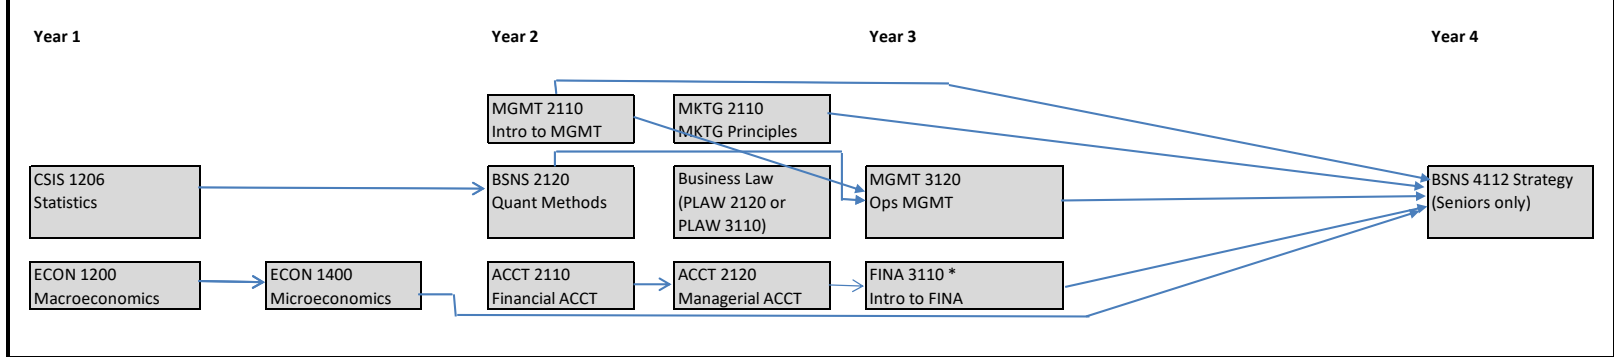 Year 1
Year 2
Year 3
Year 4
MGMT 2110
Intro to MGMT
MKTG 2110
MKTG Principles
CSIS 1206
Statistics
BSNS 2120
Quant Methods
Business Law
(PLAW 2120 or
PLAW 3110)
MGMT 3120
Ops MGMT
BSNS 4112 Strategy
(Seniors only)
ECON 1200
Macroeconomics
ECON 1400
Microeconomics
ACCT 2110
Financial ACCT
ACCT 2120
Managerial ACCT
FINA 3110 *
Intro to FINA